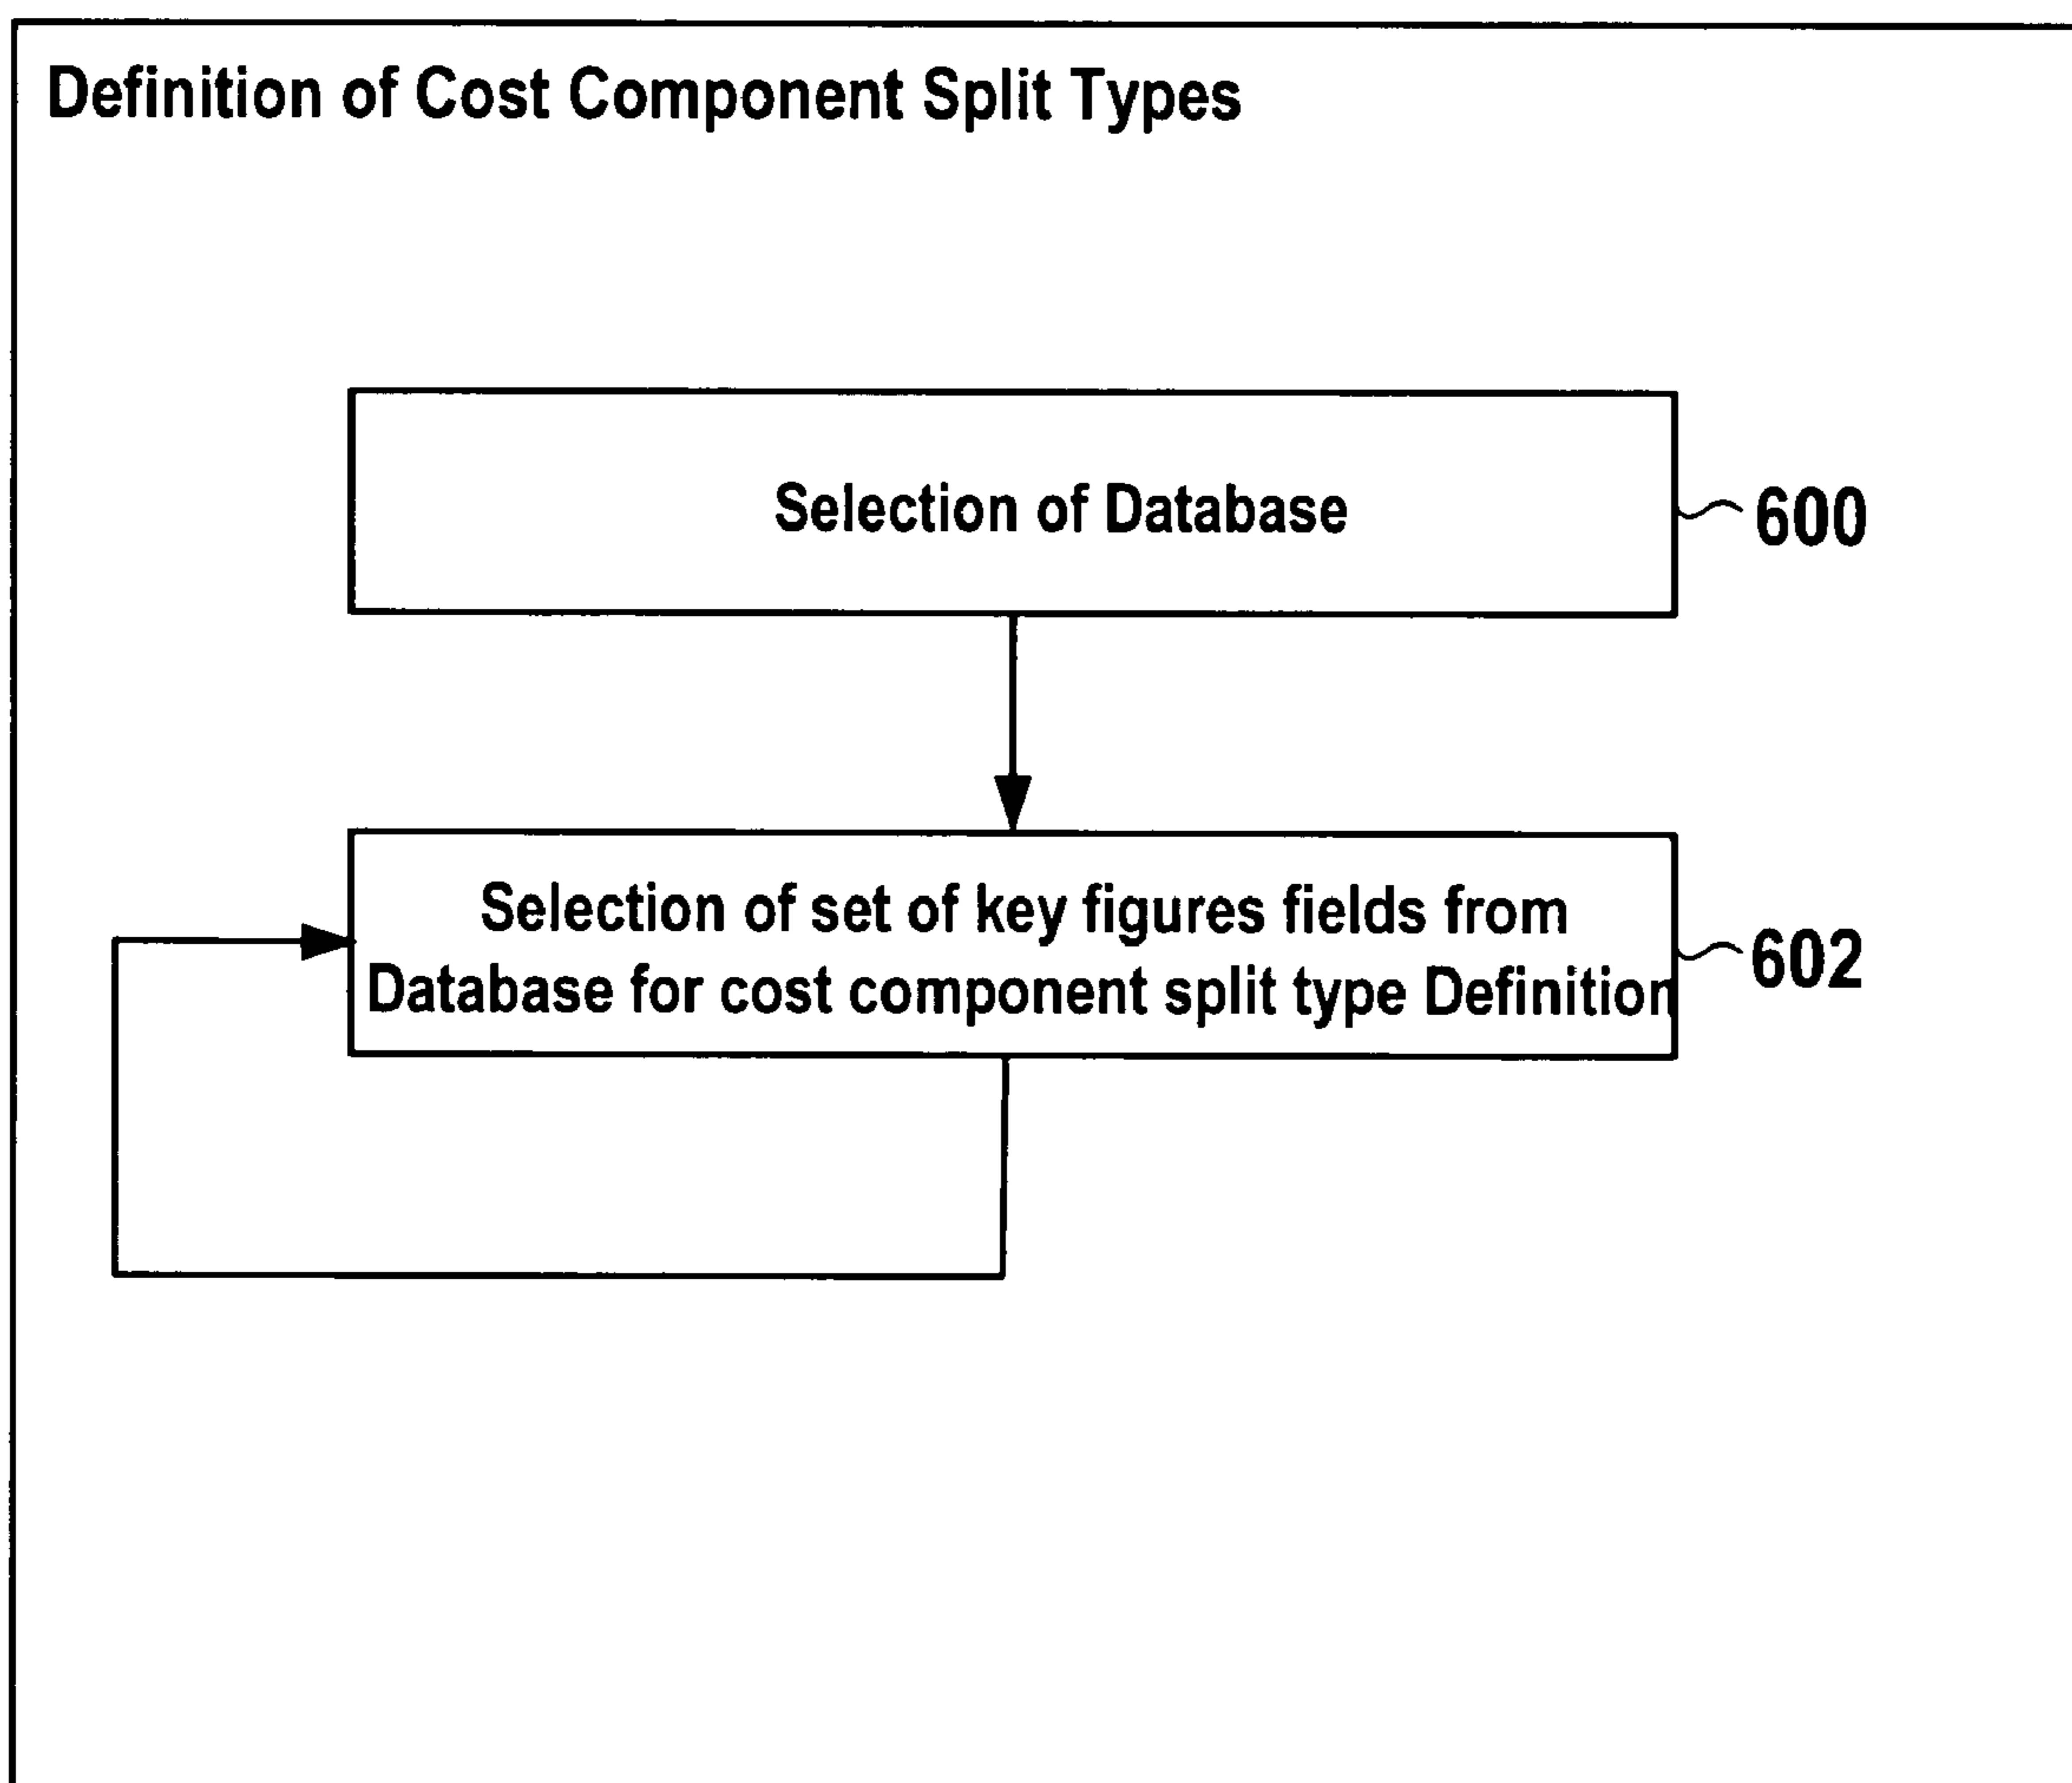 Definition of Cost Component Split Types
Selection of Database
600
Selection of set of key figures fields from
Database for cost component split type Definition
602